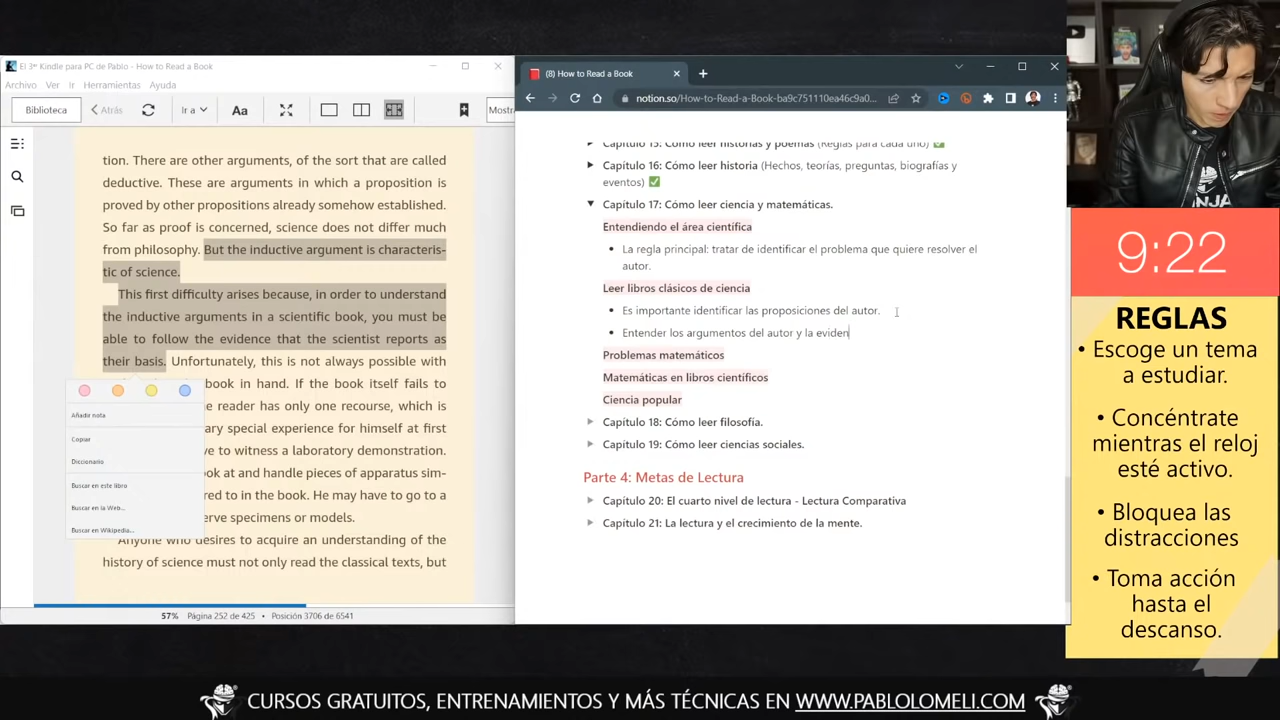 El 3er Kindle para PC de Pablo - How to Read a Book
Archivo Ver Ir Herramientas Ayuda
Biblioteca
Atrás
Ir a
Aa
Mostra
tion. There are other arguments, of the sort that are called
deductive. These are arguments in which a proposition is
proved by other propositions already somehow established.
So far as proof is concerned, science does not differ much
from philosophy. But the inductive argument is characteris-
tic of science.
This first difficulty arises because, in order to understand
the inductive arguments in a scientific book, you must be
able to follow the evidence that the scientist reports as
their basis. Unfortunately, this is not always possible with
book in hand. If the book itself fails to
e reader has only one recourse, which is
ary special experience for himself at first
ve to witness a laboratory demonstration.
ok at and handle pieces of apparatus sim-
red to in the book. He may have to go to a
serve specimens or models.
Anyone who desires to acquire an understanding of the
history of science must not only read the classical texts, but
Añadir nota
Copiar
Diccionario
Buscar en este libro
Buscar en la Web...
Buscar en Wikipedia...
57% Página 252 de 425 • Posición 3706 de 6541
(8) How to Read a Book
notion.so/How-to-Read-a-Book-ba9c751110ea46c9a0...
Capítulo 15: Cómo leer historias y poemas (Reglas para cada uno)
Capítulo 16: Cómo leer historia (Hechos, teorías, preguntas, biografías y
eventos)
Capítulo 17: Cómo leer ciencia y matemáticas.
Entendiendo el área científica
• La regla principal: tratar de identificar el problema que quiere resolver el
autor.
Leer libros clásicos de ciencia
• Es importante identificar las proposiciones del autor.
• Entender los argumentos del autor y la eviden
Problemas matemáticos
Matemáticas en libros científicos
Ciencia popular
Capítulo 18: Cómo leer filosofía.
Capítulo 19: Cómo leer ciencias sociales.
Parte 4: Metas de Lectura
Capítulo 20: El cuarto nivel de lectura - Lectura Comparativa
Capítulo 21: La lectura y el crecimiento de la mente.
NINJA
9:22
REGLAS
• Escoge un tema
a estudiar.
• Concéntrate
mientras el reloj
esté activo.
• Bloquea las
distracciones
• Toma acción
hasta el
descanso.
CURSOS GRATUITOS, ENTRENAMIENTOS Y MÁS TÉCNICAS EN WWW.PABLOLOMELI.COM